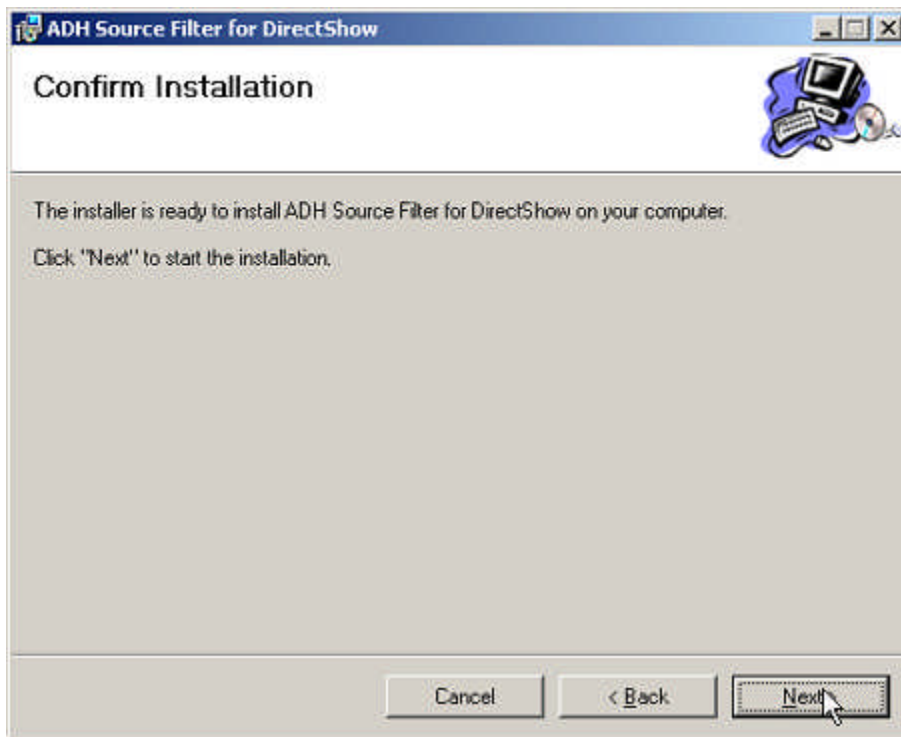 ADH Source Filter for DirectShow
Confirm Installation
The installer is ready to install ADH Source Filter for DirectShow on your computer.
Click "Next" to start the installation.
Cancel
< Back
Next